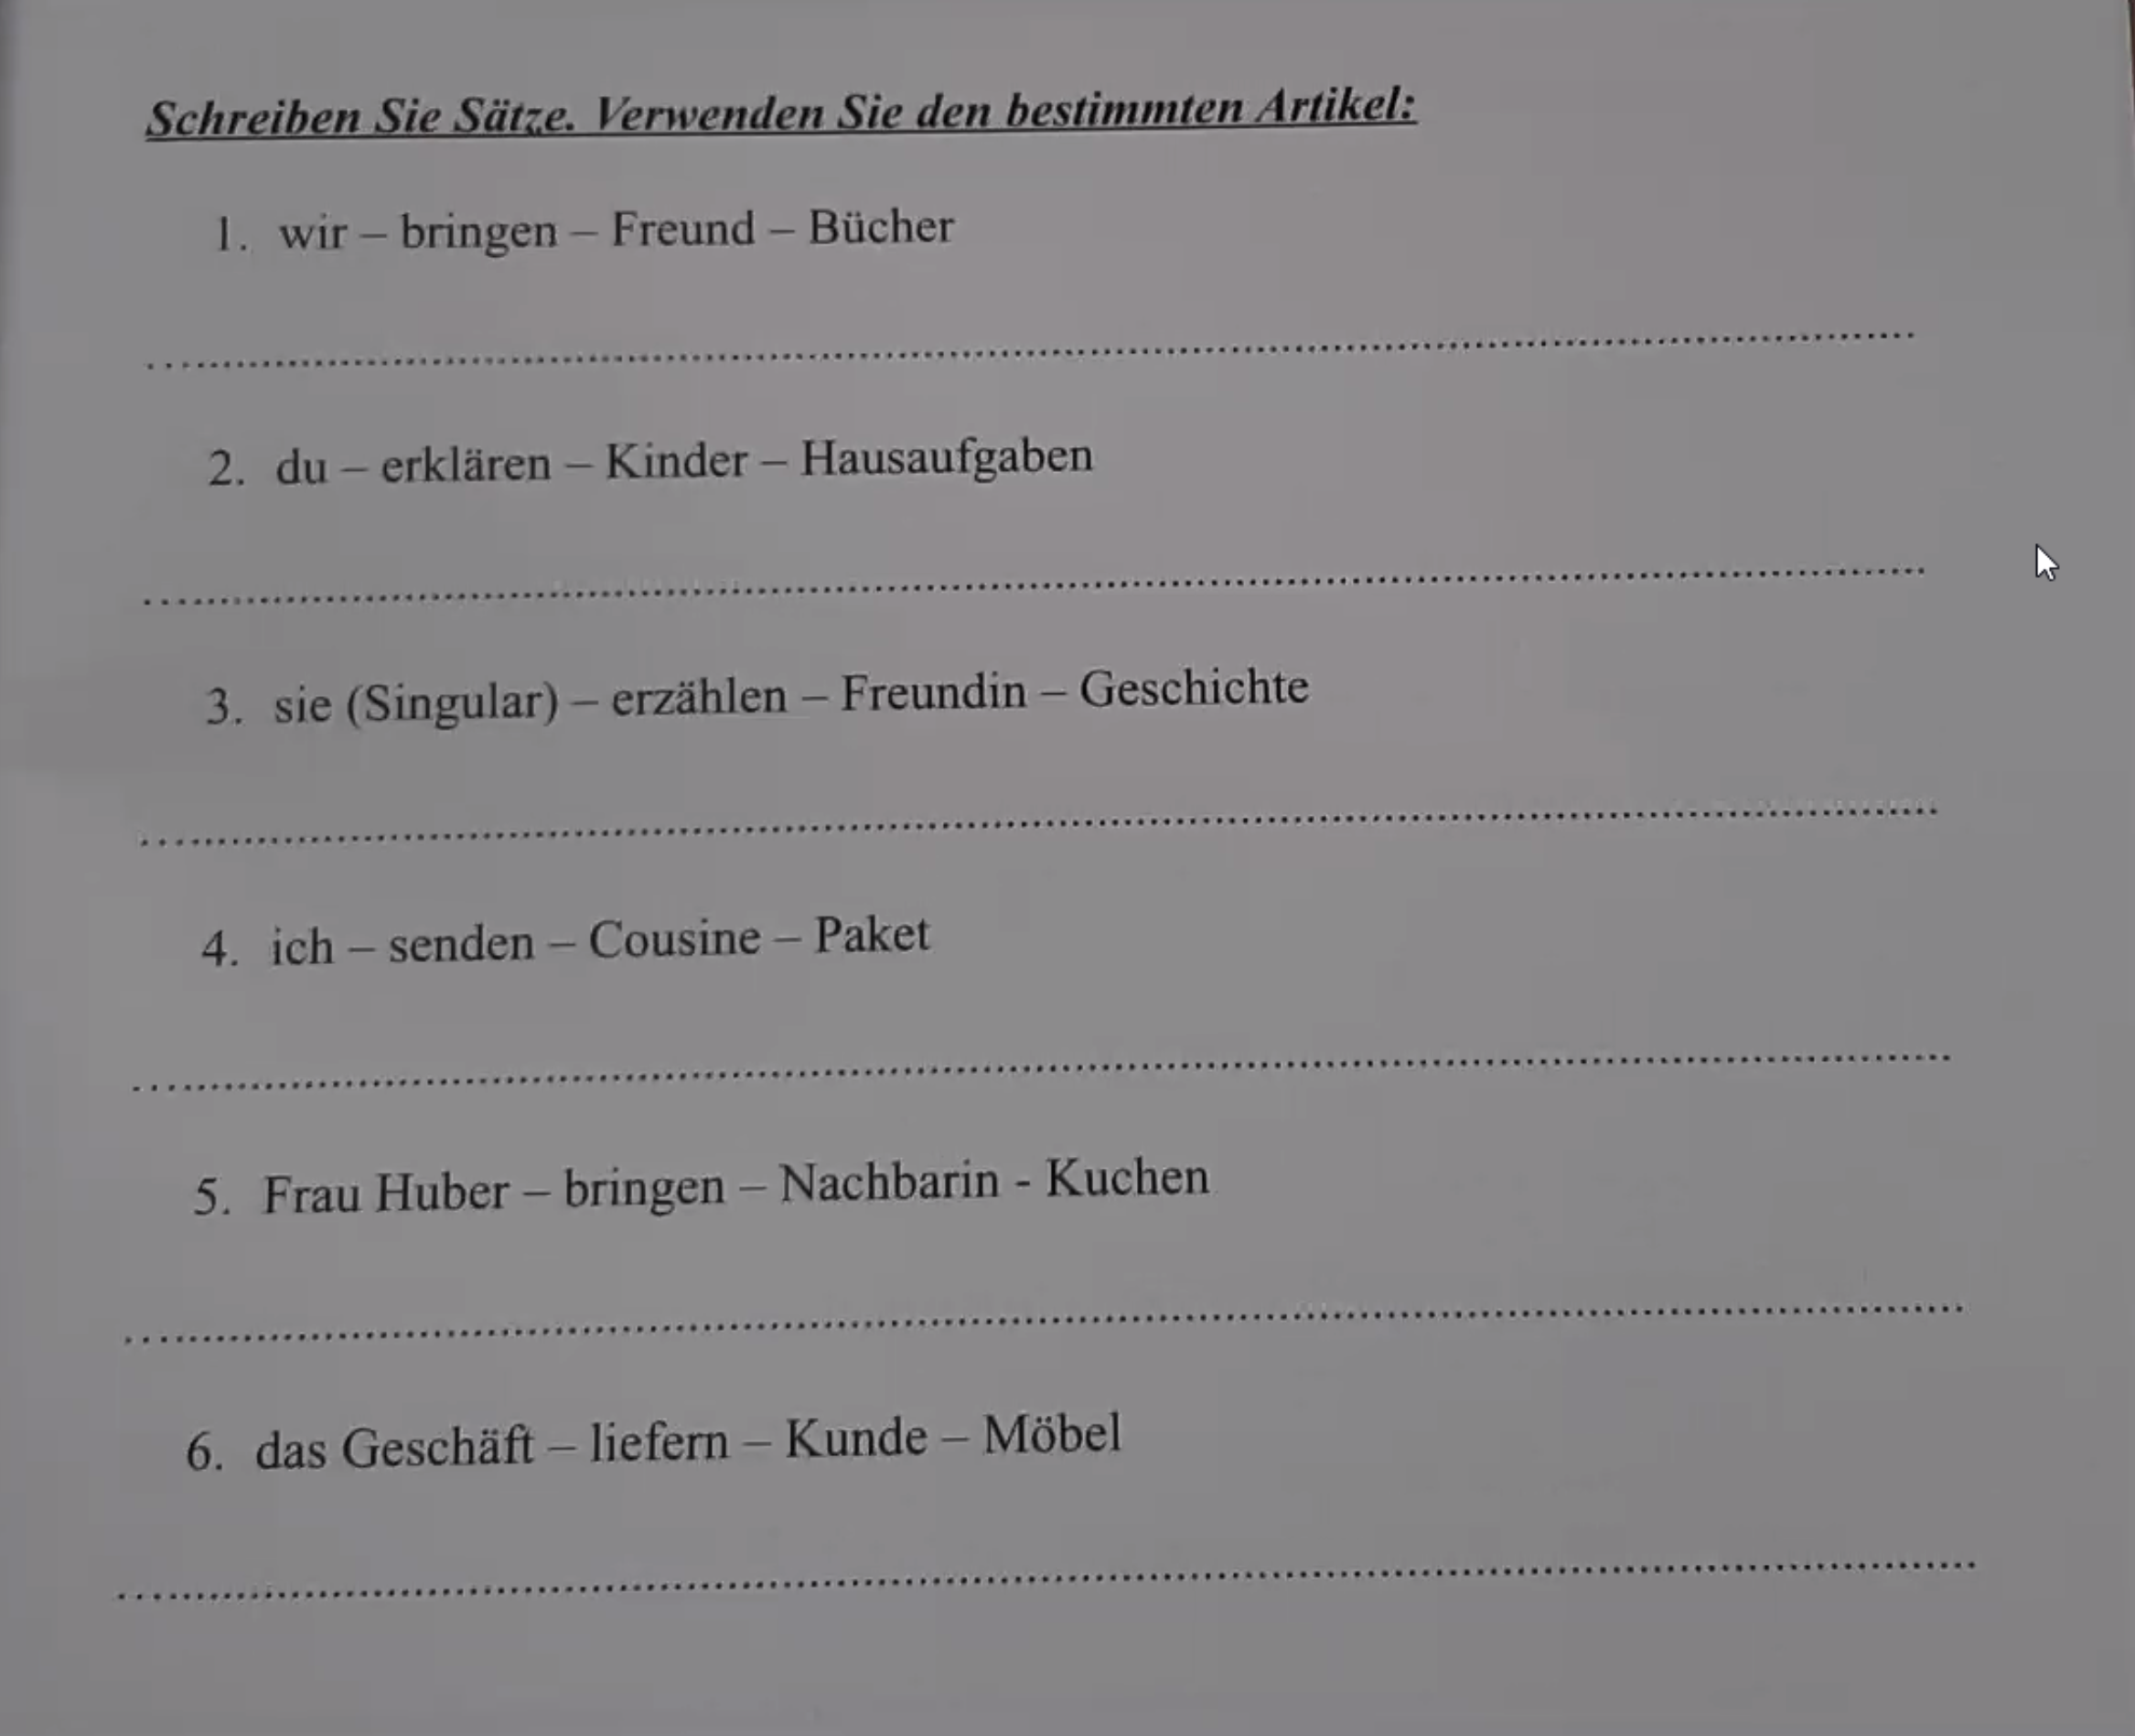 Schreiben Sie Sätze. Verwenden Sie den bestimmten Artikel:
1. wir – bringen – Freund – Bücher
2. du – erklären – Kinder – Hausaufgaben
3. sie (Singular) – erzählen – Freundin – Geschichte
4. ich – senden – Cousine – Paket
5. Frau Huber – bringen – Nachbarin - Kuchen
6. das Geschäft – liefern – Kunde – Möbel